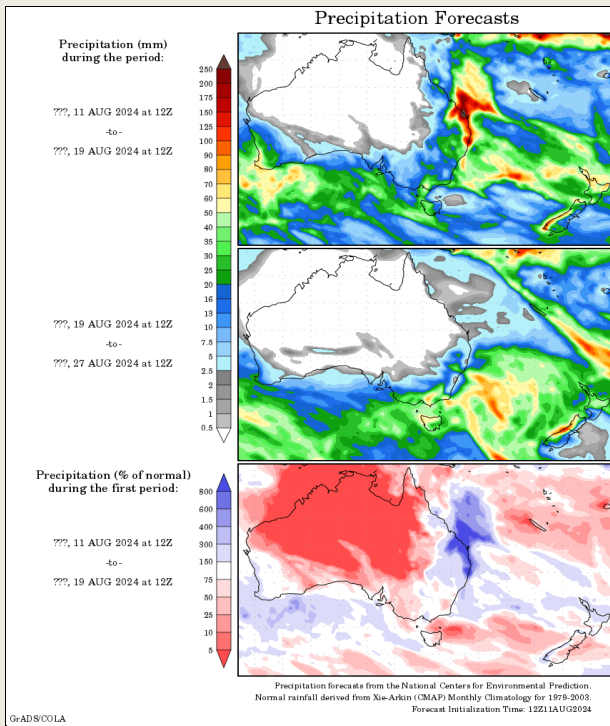 Precipitation Forecasts
Precipitation (mm)
during the period:
???, 11 AUG 2024 at 12Z
-to-
???, 19 AUG 2024 at 12Z
250
200
175
150
125
100
90
80
70
60
50
40
35
30
25
20
16
13
10
7.5
5
2.5
2
1.5
1
0.5
???, 19 AUG 2024 at 12Z
-to-
???, 27 AUG 2024 at 12Z
Precipitation (% of normal)
during the first period:
???, 11 AUG 2024 at 12Z
-to-
???, 19 AUG 2024 at 12Z
800
600
400
300
150
75
50
25
10
5
Precipitation forecasts from the National Centers for Environmental Prediction.
Normal rainfall derived from Xie-Arkin (CMAP) Monthly Climatology for 1979-2003.
Forecast Initialization Time: 12Z11AUG2024
GrADS/COLA